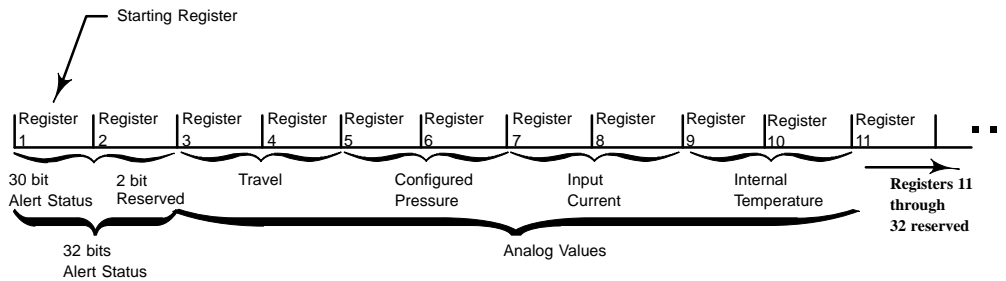 Starting Register
Register 1
Register 2
Register 3
Register 4
Register 5
Register 6
Register 7
Register 8
Register 9
Register 10
Register 11
30 bit
Alert Status
2 bit
Reserved
Travel
Configured
Pressure
Input
Current
Internal
Temperature
Registers 11
through
32 reserved
32 bits
Alert Status
Analog Values